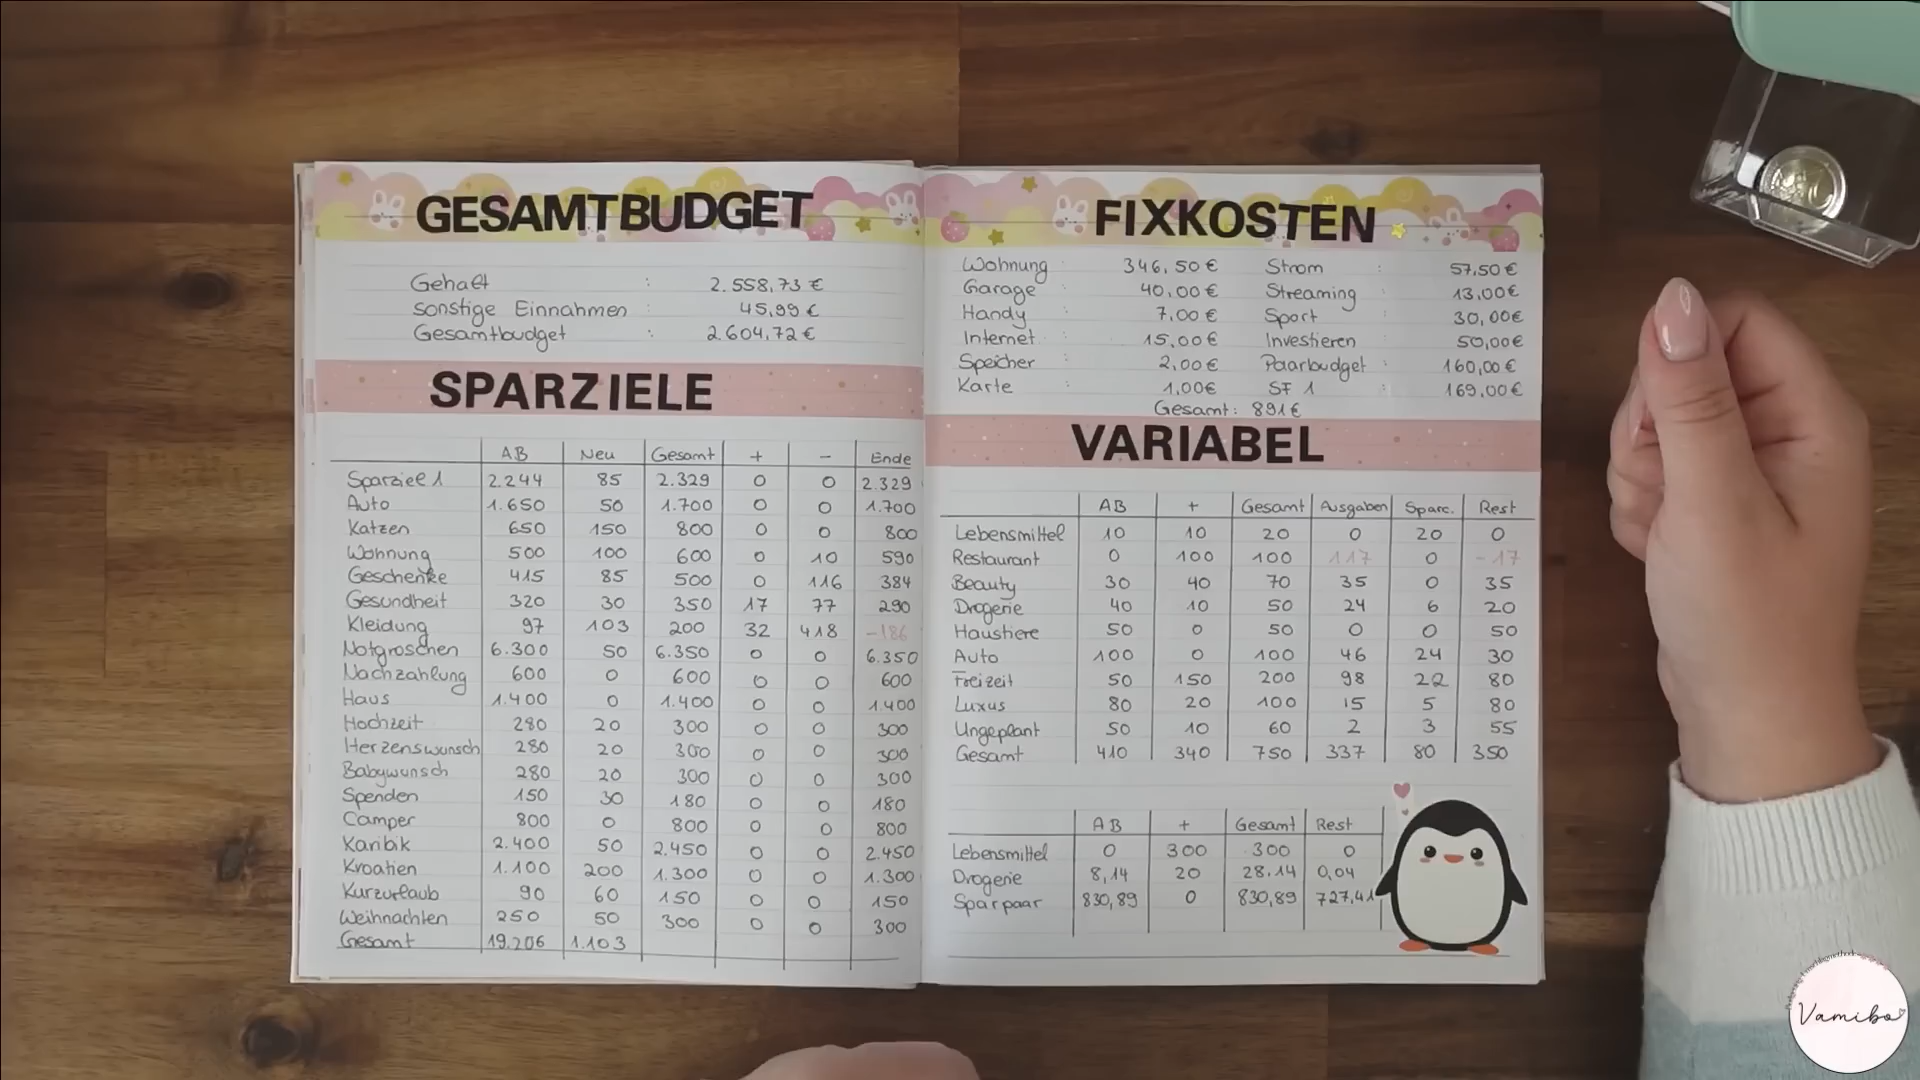 GESAMTBUDGET
Gehalt : 2.558,73 €
sonstige Einnahmen : 45,99 €
Gesamtbudget : 2.604,72 €
SPARZIELE
AB Neu Gesamt + - Ende
Sparziel 1 2.244 85 2.329 0 0 2.329
Auto 1.650 50 1.700 0 0 1.700
Katzen 650 150 800 0 0 800
Wohnung 500 100 600 0 10 590
Geschenke 415 85 500 0 116 384
Gesundheit 320 30 350 17 77 290
Kleidung 97 103 200 32 418 -186
Notgroschen 6.300 50 6.350 0 0 6.350
Nachzahlung 600 0 600 0 0 600
Haus 1.400 0 1.400 0 0 1.400
Hochzeit 280 20 300 0 0 300
Herzenswunsch 280 20 300 0 0 300
Babywunsch 280 20 300 0 0 300
Spenden 150 30 180 0 0 180
Camper 800 0 800 0 0 800
Karibik 2.400 50 2.450 0 0 2.450
Kroatien 1.100 200 1.300 0 0 1.300
Kurzurlaub 90 60 150 0 0 150
Weihnachten 250 50 300 0 0 300
Gesamt 19.206 1.103
FIXKOSTEN
Wohnung : 346,50 € Strom : 57,50 €
Garage : 40,00 € Streaming : 13,00 €
Handy : 7,00 € Sport : 30,00 €
Internet : 15,00 € Investieren 50,00 €
Speicher : 2,00 € Paarbudget : 160,00 €
Karte : 1,00 € SF 1 : 169,00 €
Gesamt: 891 €
VARIABEL
AB + Gesamt Ausgaben Sparc. Rest
Lebensmittel 10 10 20 0 20 0
Restaurant 0 100 100 117 0 -17
Beauty 30 40 70 35 0 35
Drogerie 40 10 50 24 6 20
Haustiere 50 0 50 0 0 50
Auto 100 0 100 46 24 30
Freizeit 50 150 200 98 22 80
Luxus 80 20 100 15 5 80
Ungeplant 50 10 60 2 3 55
Gesamt 410 340 750 337 80 350
AB + Gesamt Rest
Lebensmittel 0 300 300 0
Drogerie 8,14 20 28,14 0,04
Sparpaar 830,89 0 830,89 727,41
Vamibo